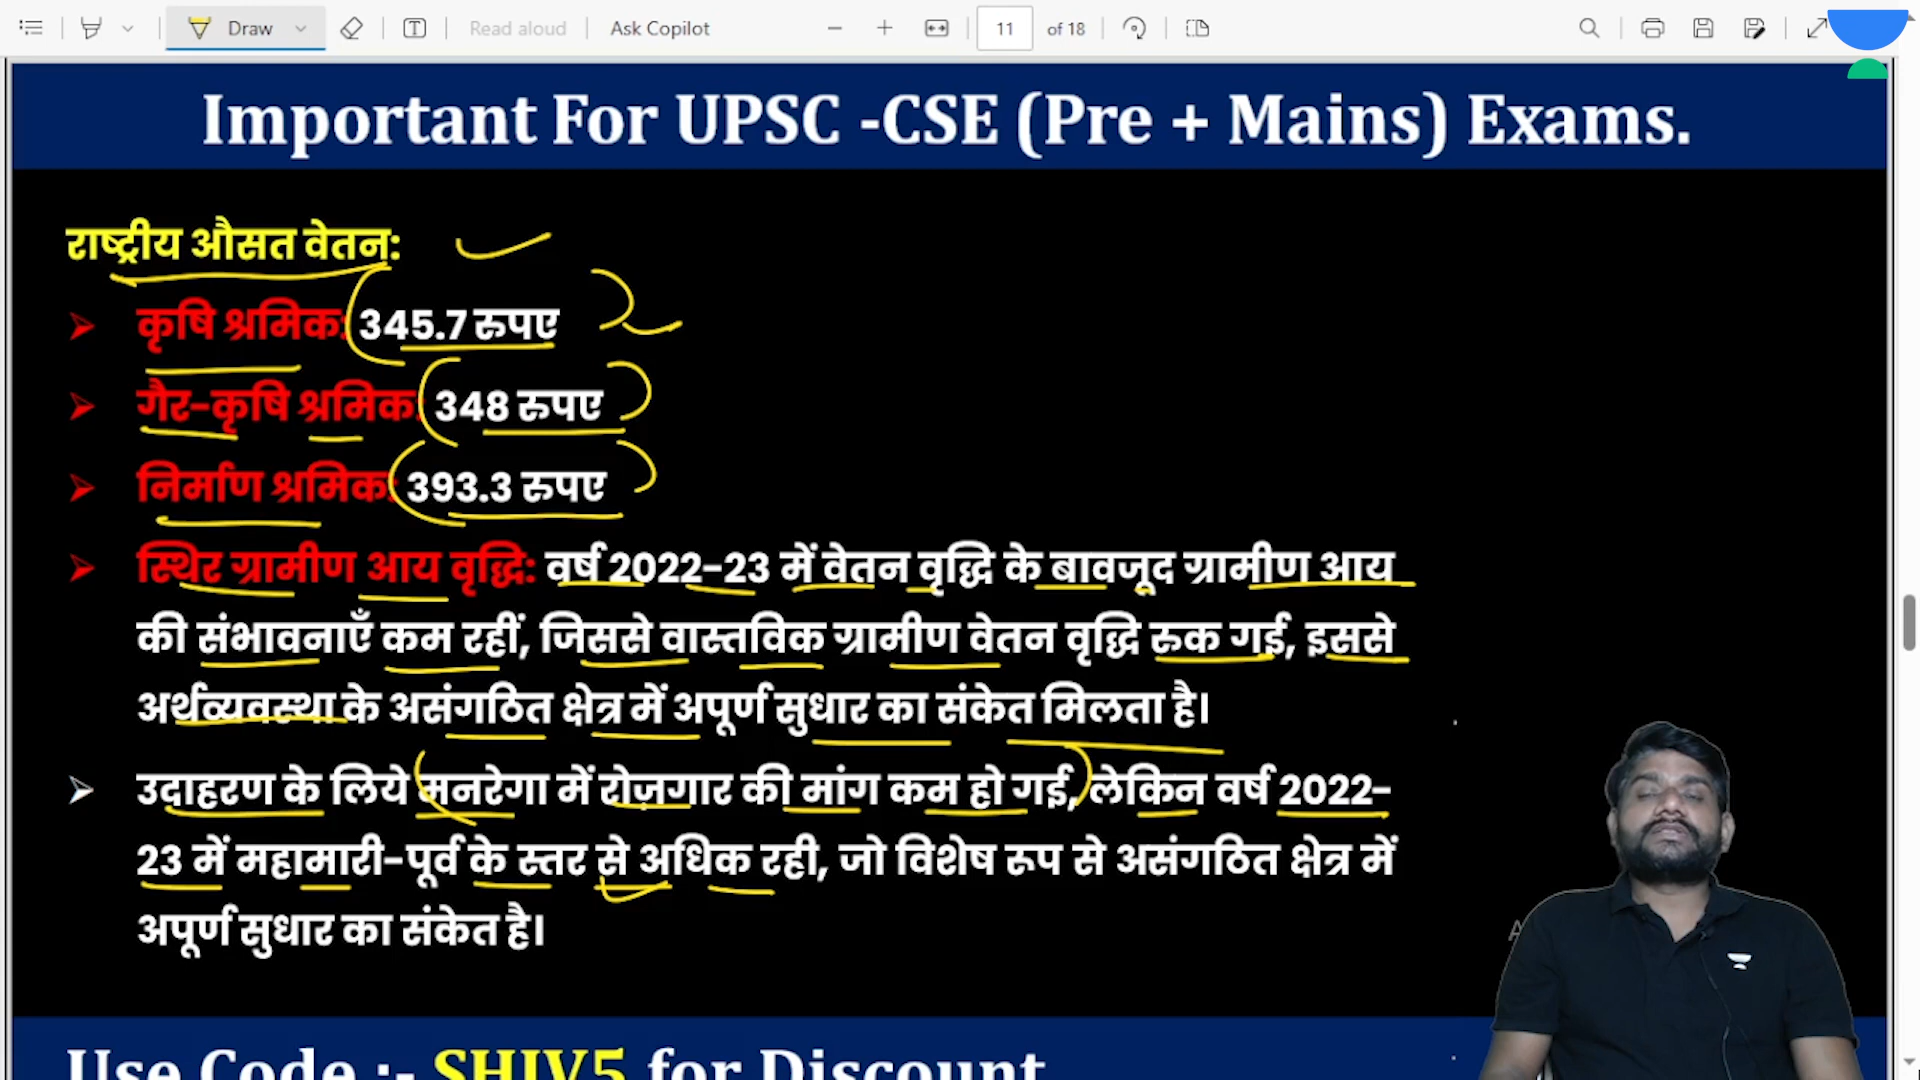 Draw
Read aloud
Ask Copilot
11 of 18
Important For UPSC -CSE (Pre + Mains) Exams.
राष्ट्रीय औसत वेतन:
कृषि श्रमिक: 345.7 रुपए
गैर-कृषि श्रमिक: 348 रुपए
निर्माण श्रमिक: 393.3 रुपए
स्थिर ग्रामीण आय वृद्धि: वर्ष 2022-23 में वेतन वृद्धि के बावजूद ग्रामीण आय
की संभावनाएँ कम रहीं, जिससे वास्तविक ग्रामीण वेतन वृद्धि रुक गई, इससे
अर्थव्यवस्था के असंगठित क्षेत्र में अपूर्ण सुधार का संकेत मिलता है।
उदाहरण के लिये मनरेगा में रोज़गार की मांग कम हो गई, लेकिन वर्ष 2022-
23 में महामारी-पूर्व के स्तर से अधिक रही, जो विशेष रूप से असंगठित क्षेत्र में
अपूर्ण सुधार का संकेत है।
Use Code :- SHIV5 for Discount